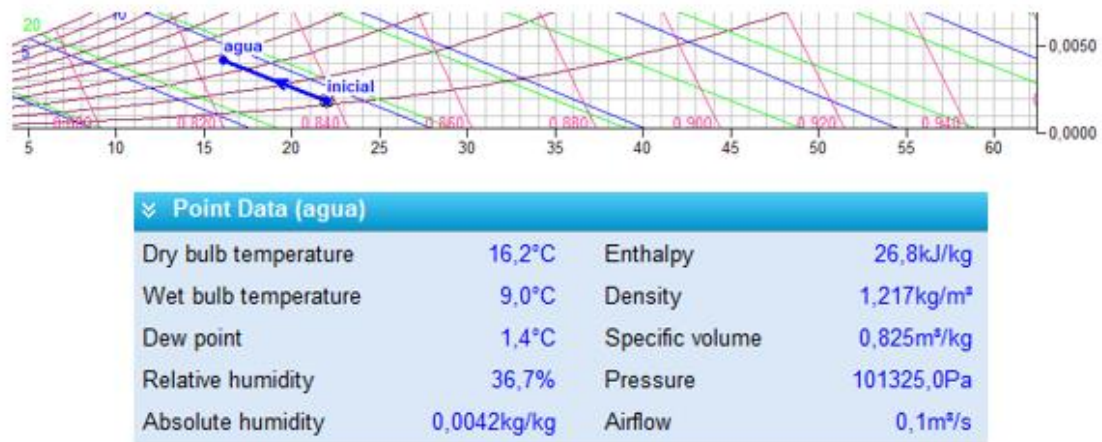 20
10
5
agua
inicial
0,0050
0,820
0,840
0,860
0,880
0,900
0,920
0,940
0,0000
5 10 15 20 25 30 35 40 45 50 55 60
Point Data (agua)
Dry bulb temperature 16,2°C Enthalpy 26,8kJ/kg
Wet bulb temperature 9,0°C Density 1,217kg/m³
Dew point 1,4°C Specific volume 0,825m³/kg
Relative humidity 36,7% Pressure 101325,0Pa
Absolute humidity 0,0042kg/kg Airflow 0,1m³/s